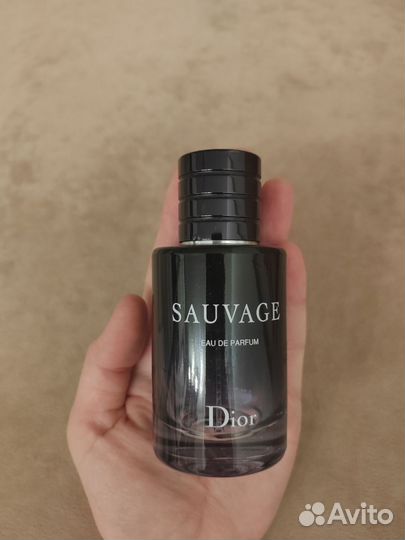 SAUVAGE
EAU DE PARFUM
Dior
Avito